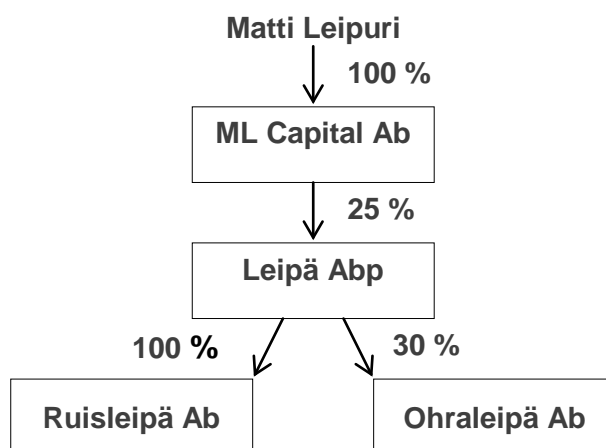 Matti Leipuri
100 %
ML Capital Ab
25 %
Leipä Abp
100 %
30 %
Ruisleipä Ab
Ohraleipä Ab